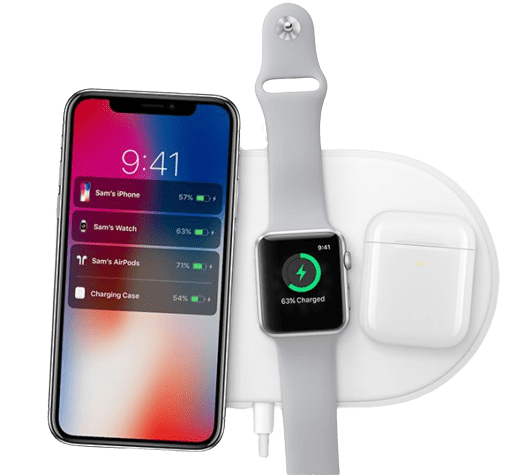 9:41
Sam's iPhone 57%
Sam's Watch 63%
Sam's AirPods 71%
Charging Case 54%
9:41
63% Charged